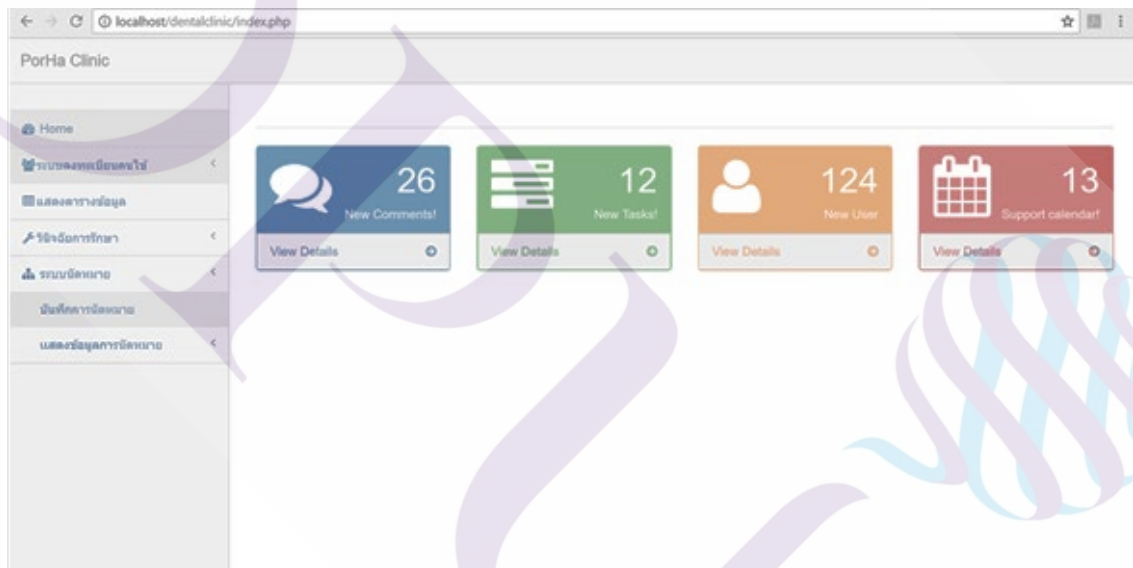 localhost/dentalclinic/index.php
PorHa Clinic
Home
ระบบลงทะเบียนคนไข้
แสดงตารางข้อมูล
วินิจฉัยการรักษา
ระบบนัดหมาย
บันทึกการนัดหมาย
แสดงข้อมูลการนัดหมาย
26
New Comments!
View Details
12
New Tasks!
View Details
124
New User
View Details
13
Support calendar!
View Details